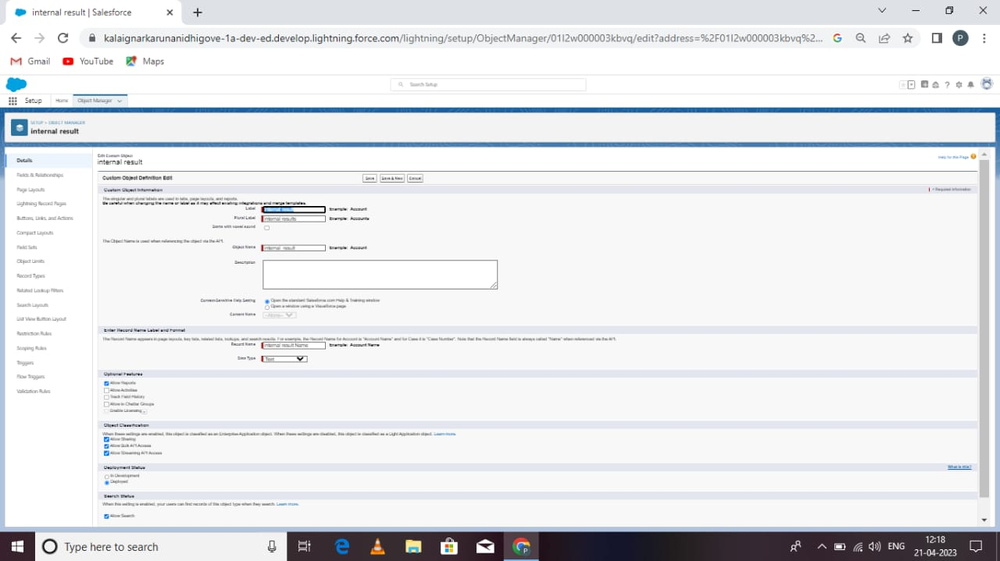 internal result | Salesforce
kalaignarkarunanidhigove-1a-dev-ed.develop.lightning.force.com/lightning/setup/ObjectManager/01I2w000003kbvq/edit?address=%2F01I2w000003kbvq%2...
P
Gmail YouTube Maps
Search Setup
Setup Home Object Manager
SETUP > OBJECT MANAGER
internal result
Details
Fields & Relationships
Page Layouts
Lightning Record Pages
Buttons, Links, and Actions
Compact Layouts
Field Sets
Object Limits
Record Types
Related Lookup Filters
Search Layouts
List View Button Layout
Restriction Rules
Scoping Rules
Triggers
Flow Triggers
Validation Rules
Edit Custom Object
internal result
Help for this Page
Custom Object Definition Edit Save Save & New Cancel
Custom Object Information = Required Information
The singular and plural labels are used in tabs, page layouts, and reports.
Be careful when changing the name or label as it may affect existing integrations and merge templates.
Label internal result Example: Account
Plural Label internal results Example: Accounts
Starts with vowel sound
The Object Name is used when referencing the object via the API.
Object Name internal_result Example: Account
Description
Context-Sensitive Help Setting Open the standard Salesforce.com Help & Training window
Open a window using a Visualforce page
Content Name --None--
Enter Record Name Label and Format
The Record Name appears in page layouts, key lists, related lists, lookups, and search results. For example, the Record Name for Account is "Account Name" and for Case it is "Case Number". Note that the Record Name field is always called "Name" when referenced via the API.
Record Name internal result Name Example: Account Name
Data Type Text
Optional Features
Allow Reports
Allow Activities
Track Field History
Allow in Chatter Groups
Enable Licensing
Object Classification
When these settings are enabled, this object is classified as an Enterprise Application object. When these settings are disabled, this object is classified as a Light Application object. Learn more.
Allow Sharing
Allow Bulk API Access
Allow Streaming API Access
Deployment Status What is this?
In Development
Deployed
Search Status
When this setting is enabled, your users can find records of this object type when they search. Learn more.
Allow Search
Type here to search
ENG
12:18
21-04-2023